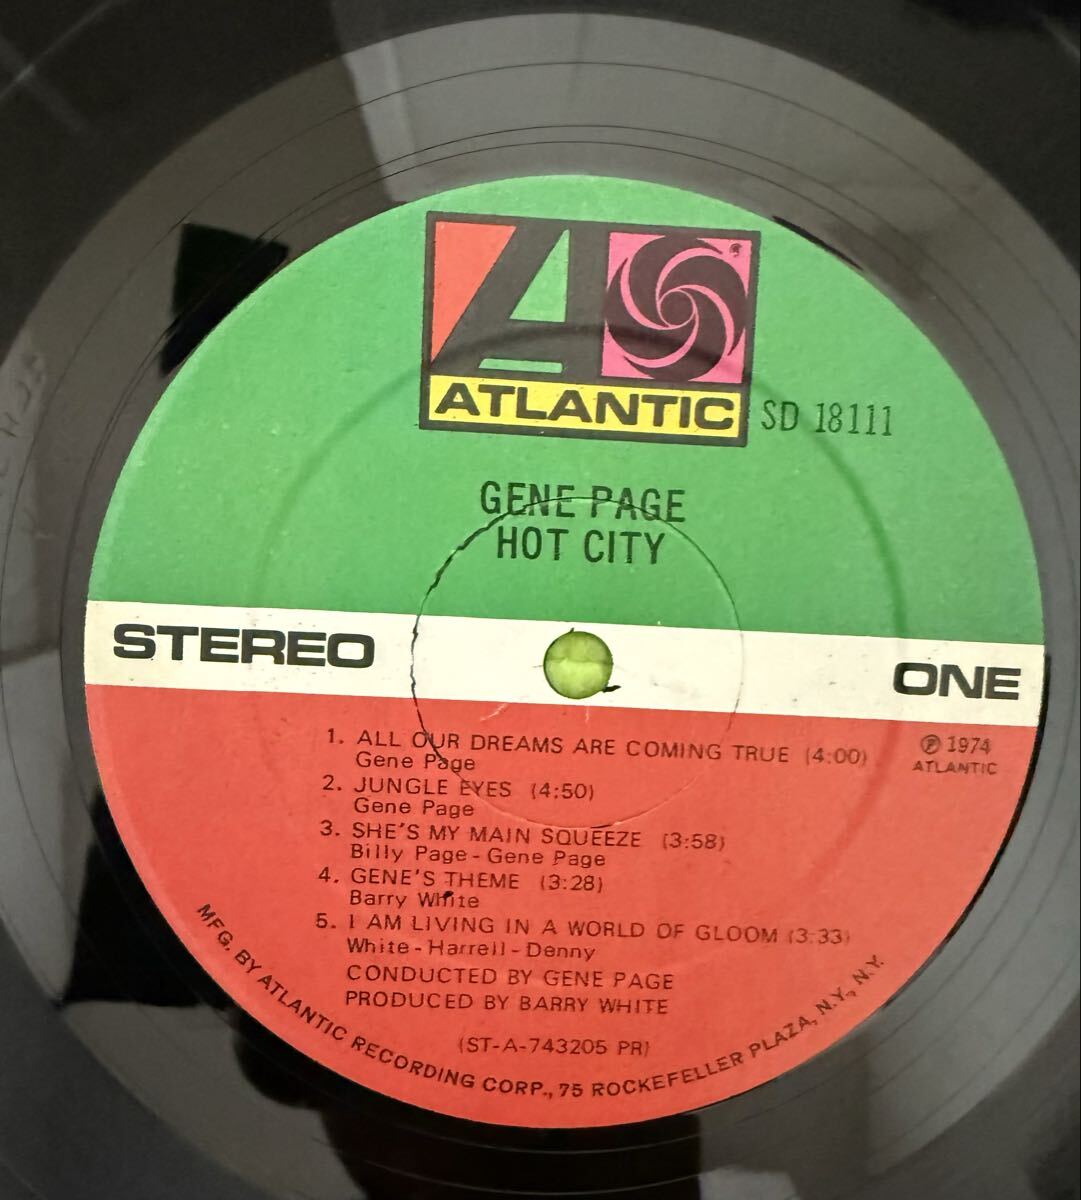 ATLANTIC
®
SD 18111
GENE PAGE
HOT CITY
STEREO
ONE
1. ALL OUR DREAMS ARE COMING TRUE (4:00)
Gene Page
℗ 1974
ATLANTIC
2. JUNGLE EYES (4:50)
Gene Page
3. SHE'S MY MAIN SQUEEZE (3:58)
Billy Page - Gene Page
4. GENE'S THEME (3:28)
Barry White
5. I AM LIVING IN A WORLD OF GLOOM (3:33)
White - Harrell - Denny
CONDUCTED BY GENE PAGE
PRODUCED BY BARRY WHITE
(ST-A-743205 PR)
MFG. BY ATLANTIC RECORDING CORP., 75 ROCKEFELLER PLAZA, N.Y., N.Y.